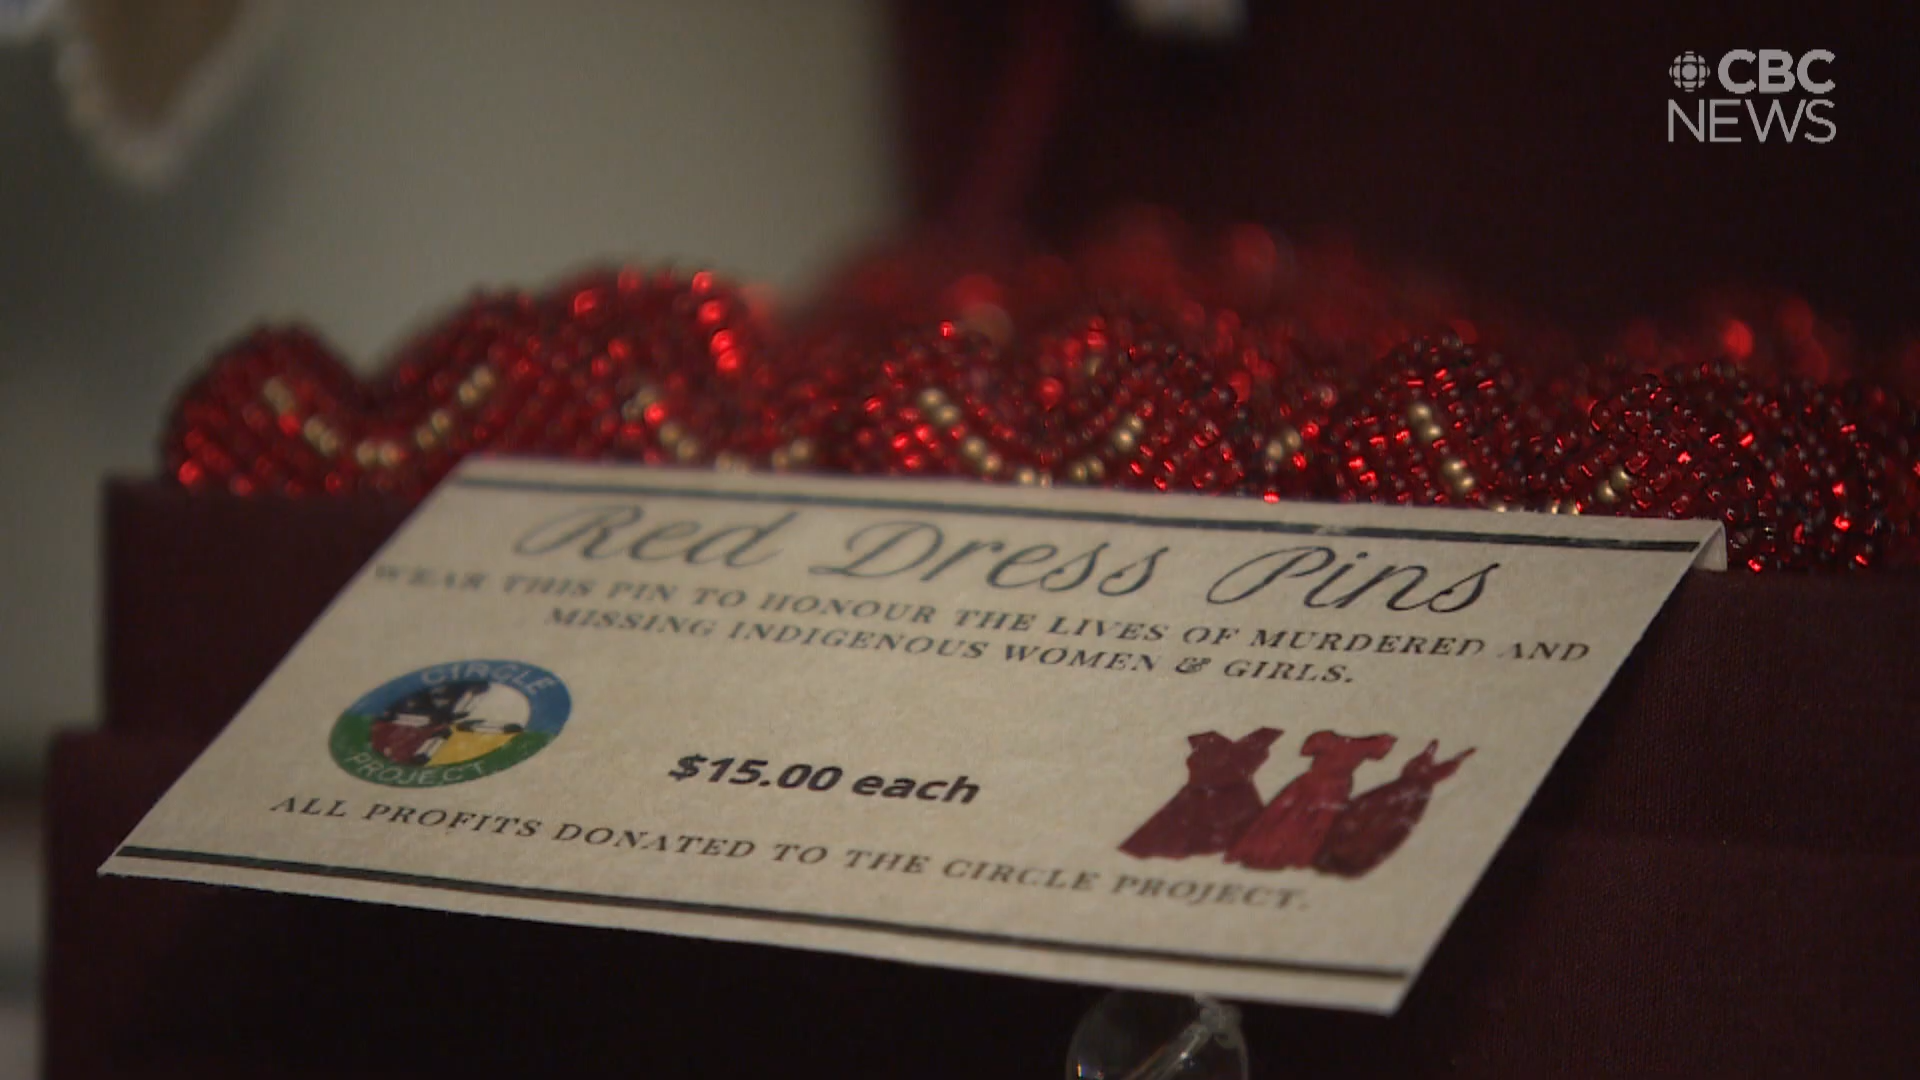 CBC
NEWS
Red Dress Pins
WEAR THIS PIN TO HONOUR THE LIVES OF MURDERED AND
MISSING INDIGENOUS WOMEN & GIRLS.
CIRCLE
PROJECT
$15.00 each
ALL PROFITS DONATED TO THE CIRCLE PROJECT.